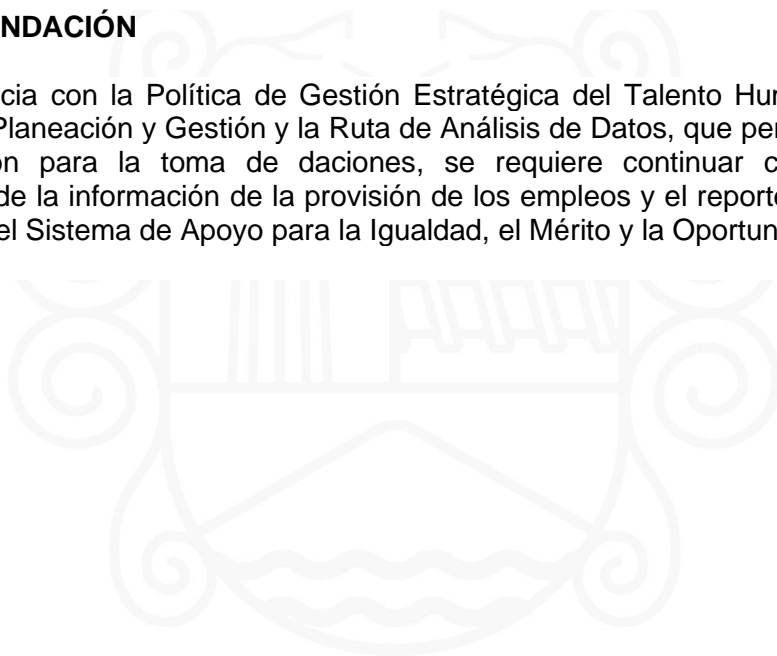 NDACIÓN
cia con la Política de Gestión Estratégica del Talento Hu
Planeación y Gestión y la Ruta de Análisis de Datos, que pe
ón para la toma de daciones, se requiere continuar c
de la información de la provisión de los empleos y el reporte
el Sistema de Apoyo para la Igualdad, el Mérito y la Oportun